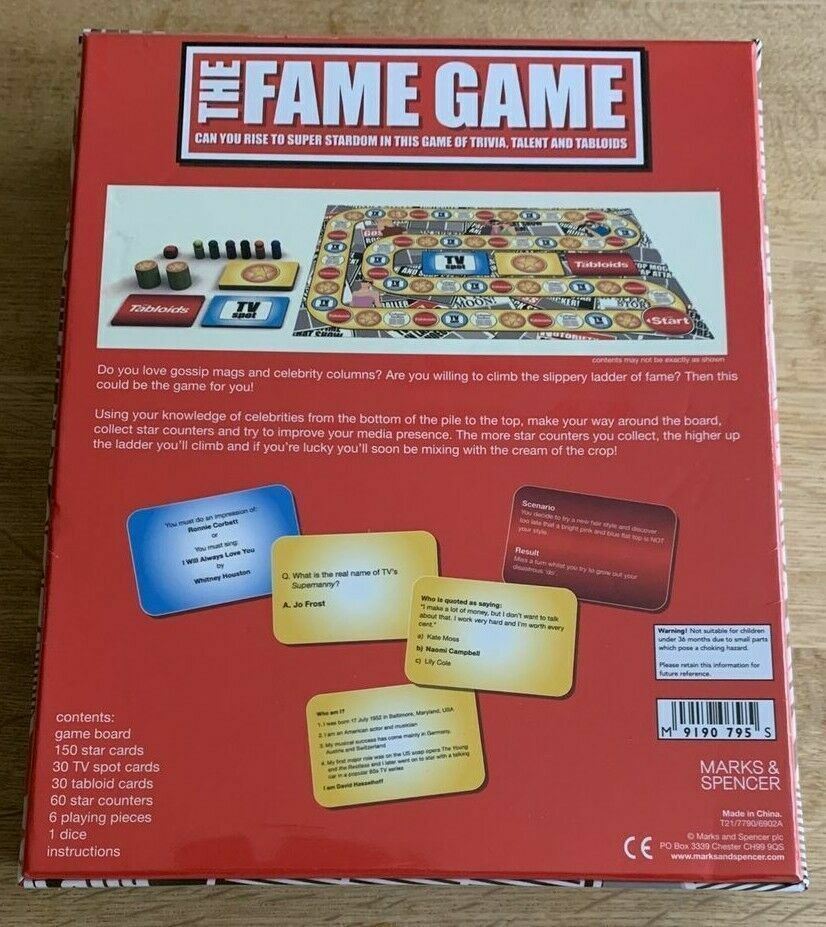 THE FAME GAME
CAN YOU RISE TO SUPER STARDOM IN THIS GAME OF TRIVIA, TALENT AND TABLOIDS
TV
spot
Tabloids
Start
Tabloids
TV
spot
contents may not be exactly as shown
Do you love gossip mags and celebrity columns? Are you willing to climb the slippery ladder of fame? Then this
could be the game for you!
Using your knowledge of celebrities from the bottom of the pile to the top, make your way around the board,
collect star counters and try to improve your media presence. The more star counters you collect, the higher up
the ladder you'll climb and if you're lucky you'll soon be mixing with the cream of the crop!
You must do an impression of:
Ronnie Corbett
or
You must sing:
I Will Always Love You
by
Whitney Houston
Q. What is the real name of TV's
Supernanny?
A. Jo Frost
Scenario
You decide to try a new hair style and discover
too late that a bright pink and blue flat top is NOT
your style.
Result
Miss a turn whilst you try to grow out your
disastrous 'do'.
Who is quoted as saying:
"I make a lot of money, but I don't want to talk
about that. I work very hard and I'm worth every
cent."
a) Kate Moss
b) Naomi Campbell
c) Lily Cole
Who am I?
1. I was born 17 July 1952 in Baltimore, Maryland, USA
2. I am an American actor and musician
3. My musical success has come mainly in Germany,
Austria and Switzerland
4. My first major role was on the US soap opera The Young
and the Restless and I later went on to star with a talking
car in a popular 80s TV series
I am David Hasselhoff
Warning! Not suitable for children
under 36 months due to small parts
which pose a choking hazard.
Please retain this information for
future reference.
M 9190 795 S
contents:
game board
150 star cards
30 TV spot cards
30 tabloid cards
60 star counters
6 playing pieces
1 dice
instructions
MARKS &
SPENCER
Made in China.
T21/7790/6902A
© Marks and Spencer plc
PO Box 3339 Chester CH99 9QS
www.marksandspencer.com
CE